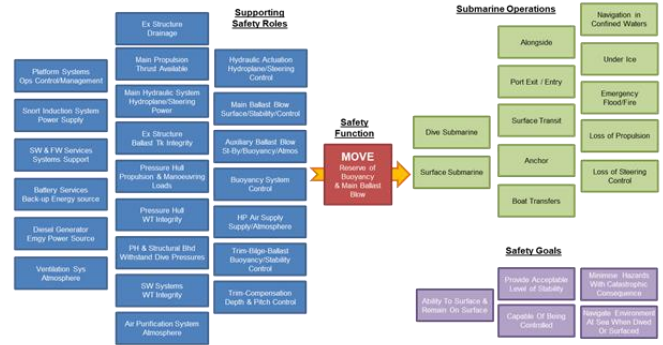 Supporting
Safety Roles
Platform Systems
Ops Control/Management
Snort Induction System
Power Supply
SW & FW Services
Systems Support
Battery Services
Back-up Energy source
Diesel Generator
Emgy Power Source
Ventilation Sys
Atmosphere
Ex Structure
Drainage
Main Propulsion
Thrust Available
Main Hydraulic System
Hydroplane/Steering
Power
Ex Structure
Ballast Tk Integrity
Pressure Hull
Propulsion & Manoeuvring
Loads
Pressure Hull
WT Integrity
PH & Structural Bhd
Withstand Dive Pressures
SW Systems
WT Integrity
Air Purification System
Atmosphere
Hydraulic Actuation
Hydroplane/Steering
Control
Main Ballast Blow
Surface/Stability/Control
Auxiliary Ballast Blow
St-By/Buoyancy/Atmos
Buoyancy System
Control
HP Air Supply
Supply/Atmosphere
Trim-Bilge-Ballast
Buoyancy/Stability
Control
Trim-Compensation
Depth & Pitch Control
Safety
Function
MOVE
Reserve of
Buoyancy
& Main Ballast
Blow
Submarine Operations
Dive Submarine
Surface Submarine
Alongside
Port Exit / Entry
Surface Transit
Anchor
Boat Transfers
Navigation in
Confined Waters
Under Ice
Emergency
Flood/Fire
Loss of Propulsion
Loss of Steering
Control
Safety Goals
Ability To Surface &
Remain On Surface
Provide Acceptable
Level of Stability
Capable Of Being
Controlled
Minimise Hazards
With Catastrophic
Consequence
Navigate Environment
At Sea When Dived
Or Surfaced